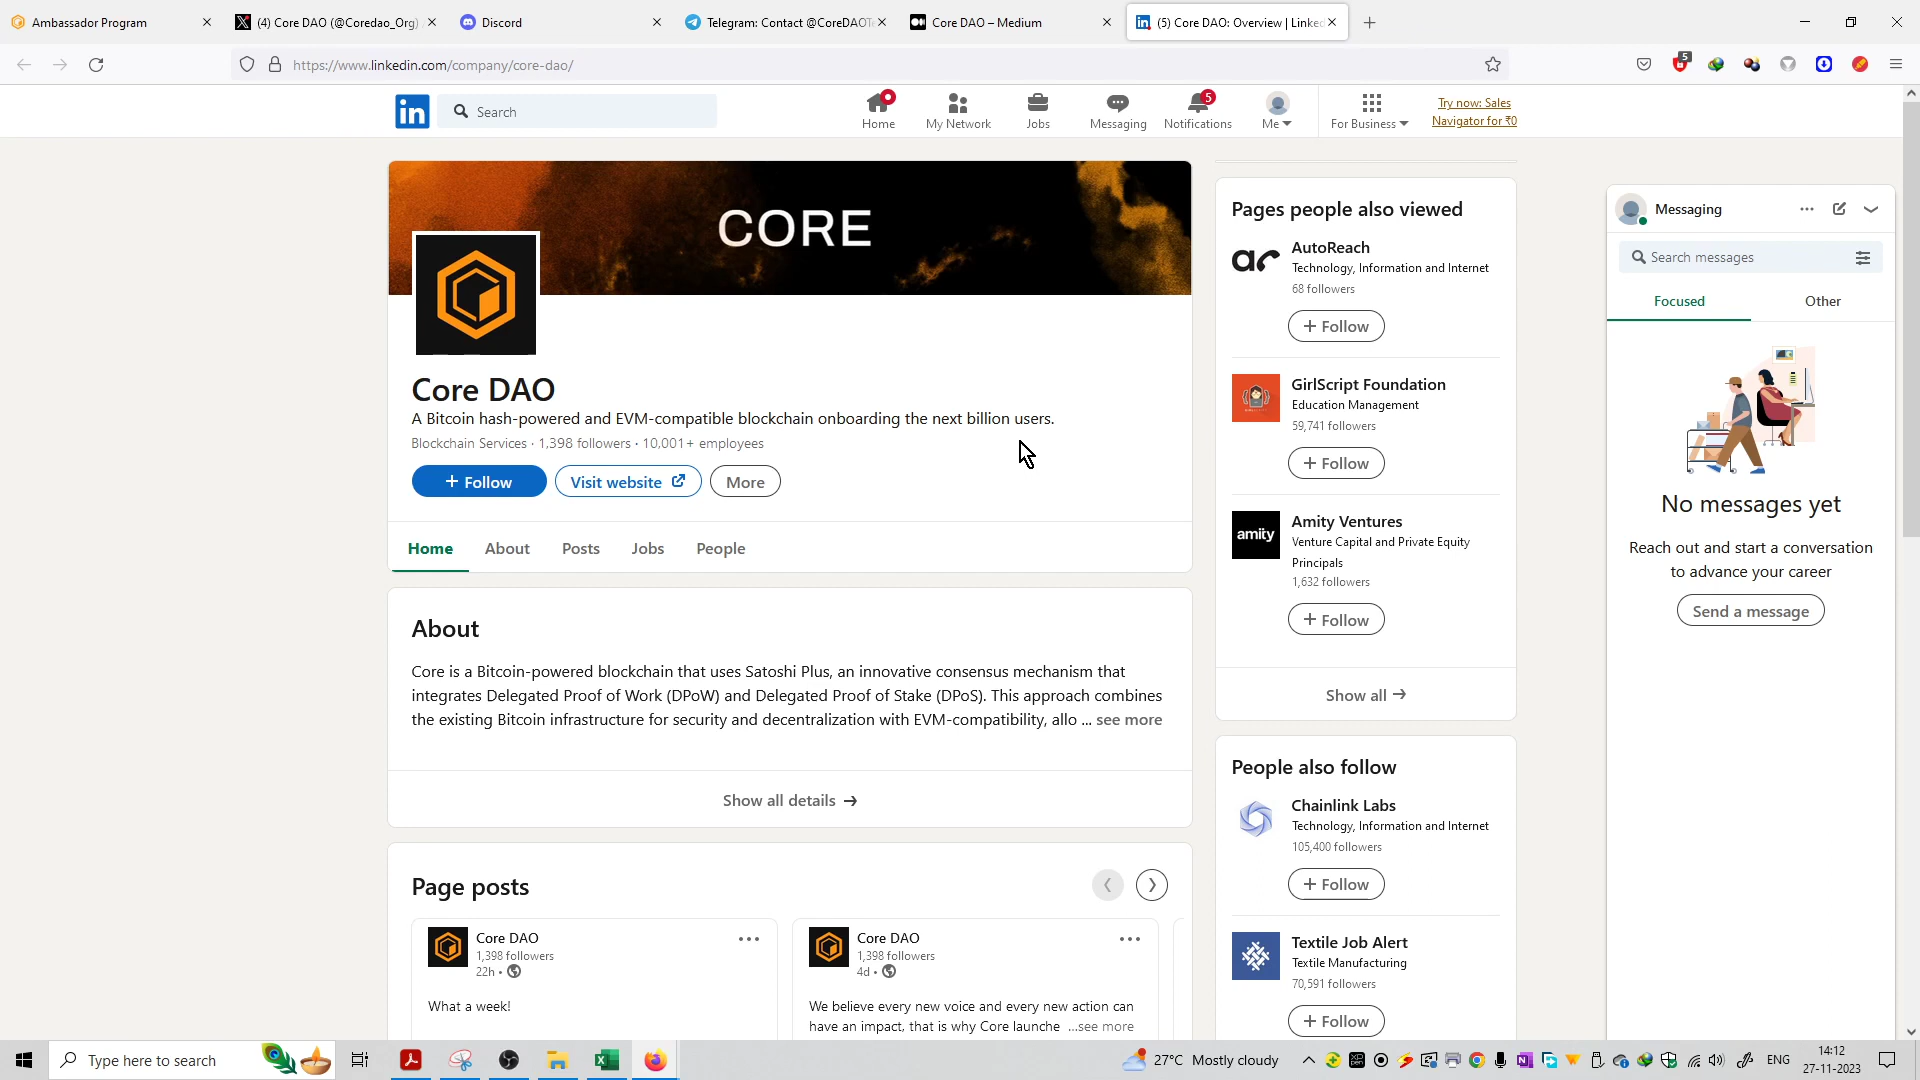 Ambassador Program
(4) Core DAO (@Coredao_Org)
Discord
Telegram: Contact @CoreDAOTe
Core DAO – Medium
(5) Core DAO: Overview | Linked
https://www.linkedin.com/company/core-dao/
5
in
Search
Home
My Network
Jobs
Messaging
5
Notifications
Me
For Business
Try now: Sales
Navigator for ₹0
CORE
Core DAO
A Bitcoin hash-powered and EVM-compatible blockchain onboarding the next billion users.
Blockchain Services · 1,398 followers · 10,001+ employees
+ Follow
Visit website
More
Home
About
Posts
Jobs
People
About
Core is a Bitcoin-powered blockchain that uses Satoshi Plus, an innovative consensus mechanism that
integrates Delegated Proof of Work (DPoW) and Delegated Proof of Stake (DPoS). This approach combines
the existing Bitcoin infrastructure for security and decentralization with EVM-compatibility, allo ... see more
Show all details →
Page posts
Core DAO
1,398 followers
22h •
What a week!
Core DAO
1,398 followers
4d •
We believe every new voice and every new action can
have an impact, that is why Core launche ...see more
Pages people also viewed
ar
AutoReach
Technology, Information and Internet
68 followers
+ Follow
GirlScript Foundation
Education Management
59,741 followers
+ Follow
amity
Amity Ventures
Venture Capital and Private Equity
Principals
1,632 followers
+ Follow
Show all →
People also follow
Chainlink Labs
Technology, Information and Internet
105,400 followers
+ Follow
Textile Job Alert
Textile Manufacturing
70,591 followers
+ Follow
Messaging
Search messages
Focused
Other
No messages yet
Reach out and start a conversation
to advance your career
Send a message
Type here to search
27°C Mostly cloudy
ENG
14:12
27-11-2023